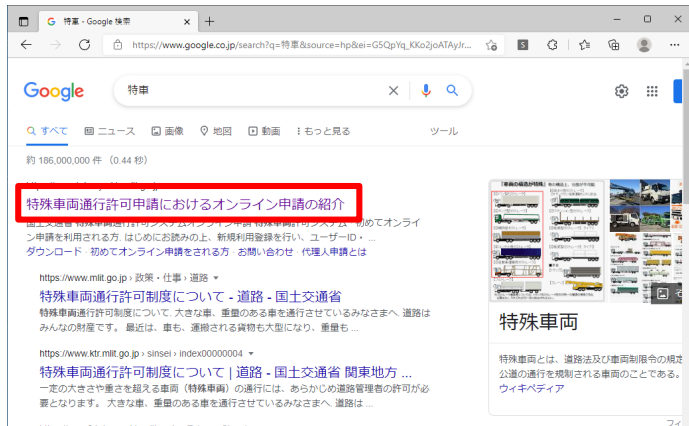 特殊 - Google 検索
https://www.google.co.jp/search?q=特車&source=hp&ei=G5QpYq_KKo2joATAyJr...
Google
特車
すべて ニュース 画像 地図 動画 もっと見る ツール
約 186,000,000 件 (0.44 秒)
特殊車両通行許可申請におけるオンライン申請の紹介
ン申請を利用される方. はじめにお読みの上、新規利用登録を行い、ユーザーID・ ...
ダウンロード · 初めてオンライン申請をされる方 · お問い合わせ · 代理人申請とは
https://www.mlit.go.jp › 政策・仕事 › 道路
特殊車両通行許可制度について - 道路 - 国土交通省
特殊車両通行許可制度について. 大きな車、重量のある車を通行させているみなさまへ. 道路は
みんなの財産です。 最近は、車も、運搬される貨物も大型になり、重量も ...
https://www.ktr.mlit.go.jp › sinsei › index00000004
特殊車両通行許可制度について | 道路 - 国土交通省 関東地方 ...
一定の大きさや重さを超える車両（特殊車両）の通行には、あらかじめ道路管理者の許可が必
要となります。 大きな車、重量のある車を通行させているみなさまへ. 道路は ...
特殊車両
特殊車両とは、道路法及び車両制限令の規定
公道の通行を規制される車両のことである。
ウィキペディア